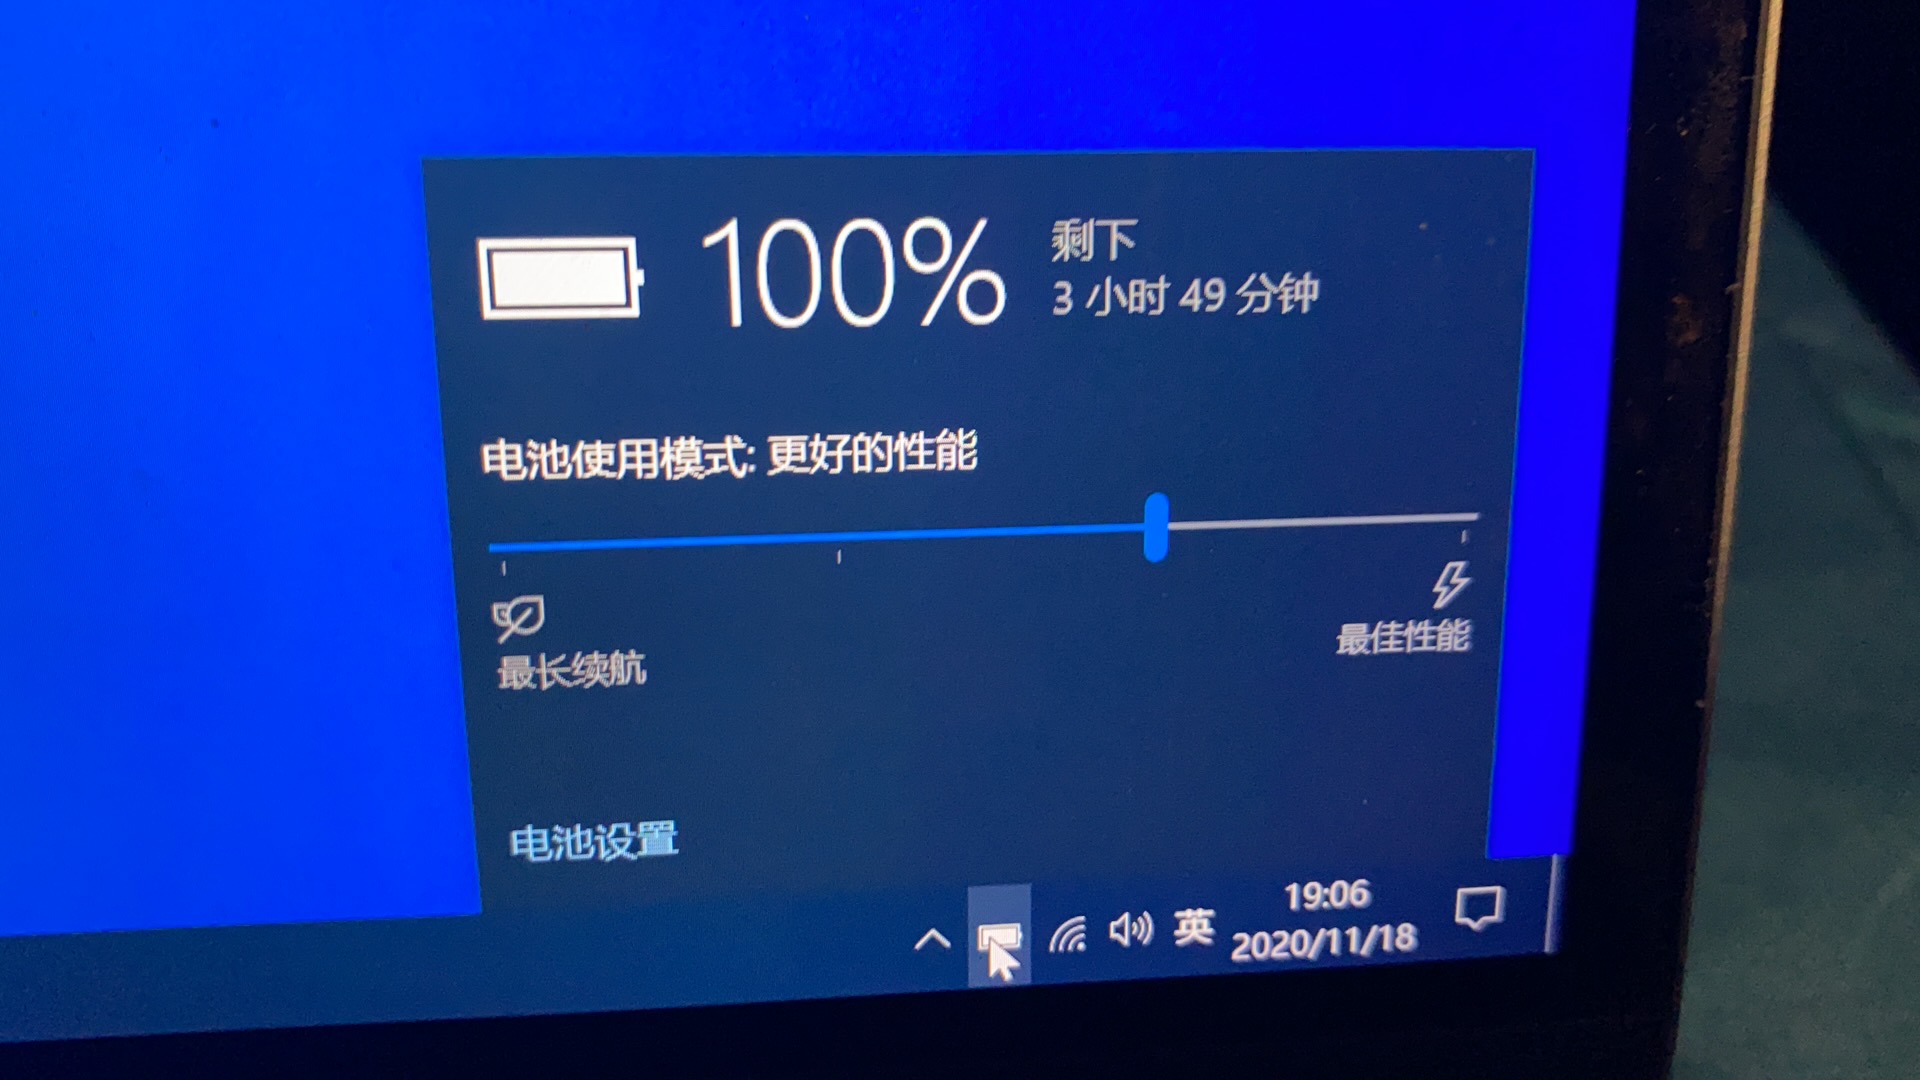 100%
剩下
3 小时 49 分钟
电池使用模式: 更好的性能
最长续航
最佳性能
电池设置
英
19:06
2020/11/18